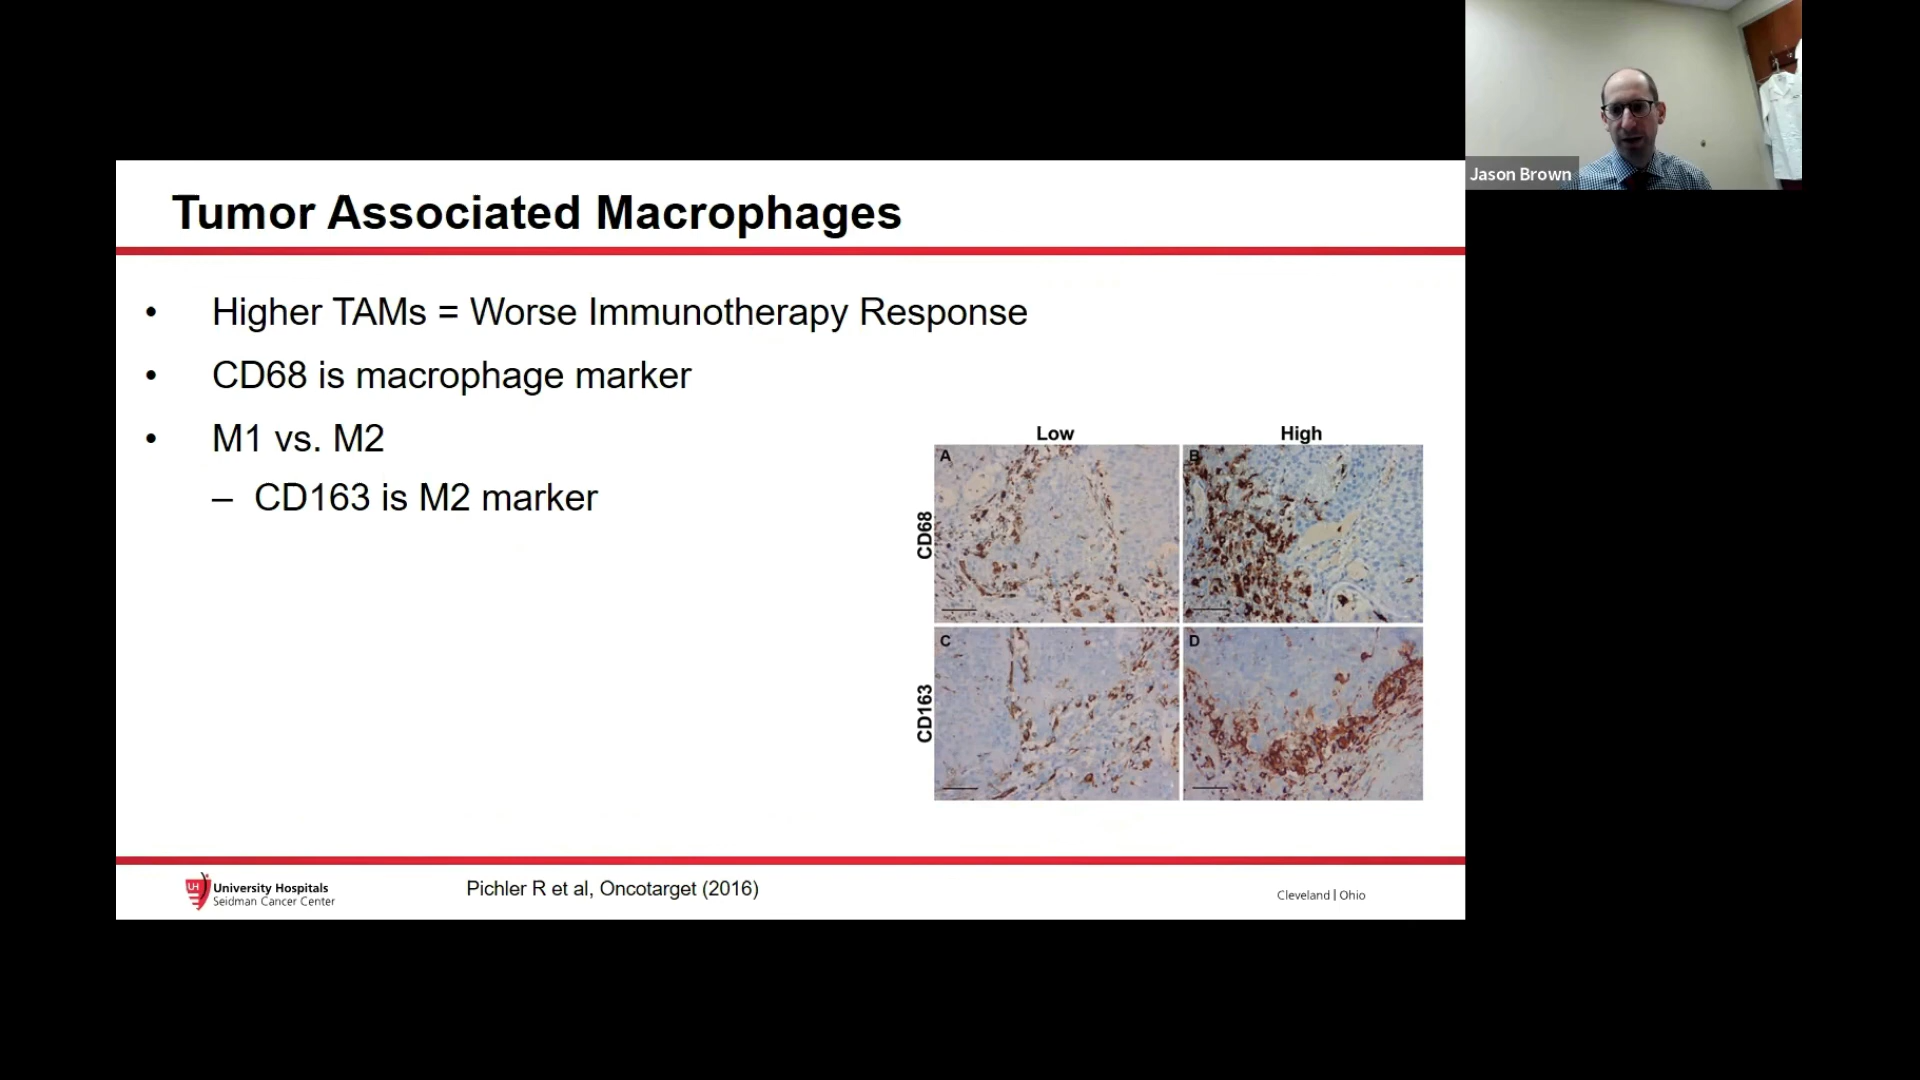 Jason Brown
Tumor Associated Macrophages
• Higher TAMs = Worse Immunotherapy Response
• CD68 is macrophage marker
• M1 vs. M2
– CD163 is M2 marker
Low High
A B
CD68
C D
CD163
UH University Hospitals
Seidman Cancer Center
Pichler R et al, Oncotarget (2016)
Cleveland | Ohio